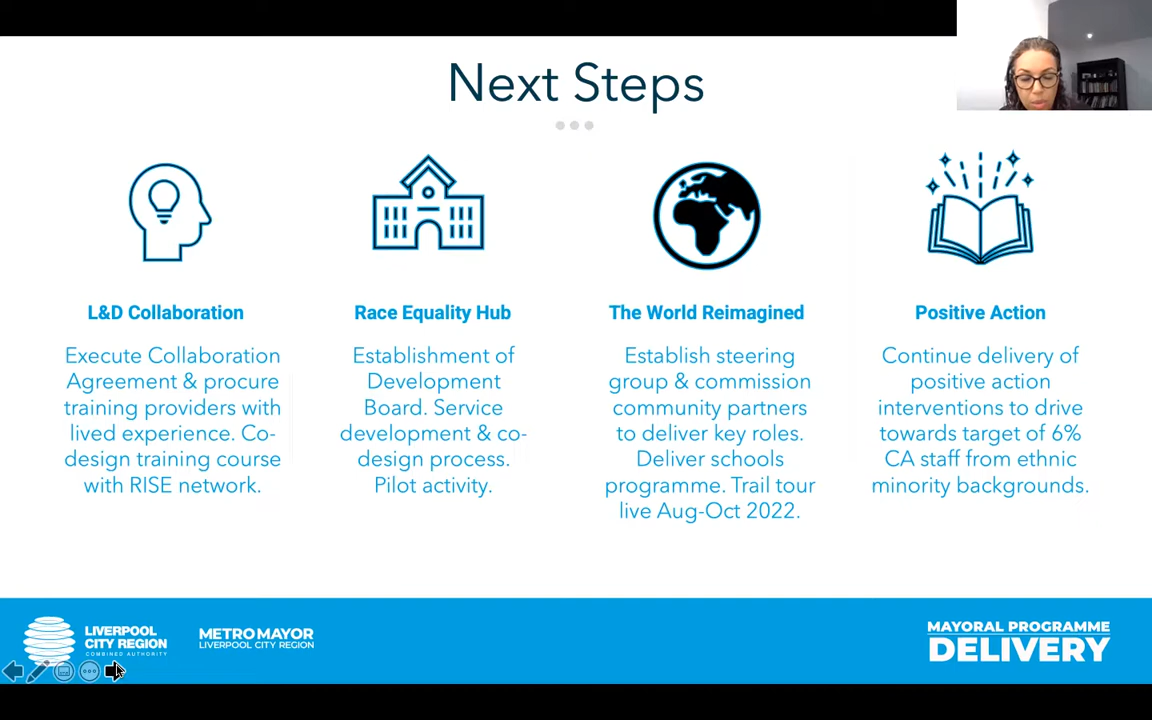 Next Steps
L&D Collaboration
Execute Collaboration
Agreement & procure
training providers with
lived experience. Co-
design training course
with RISE network.
Race Equality Hub
Establishment of
Development
Board. Service
development & co-
design process.
Pilot activity.
The World Reimagined
Establish steering
group & commission
community partners
to deliver key roles.
Deliver schools
programme. Trail tour
live Aug-Oct 2022.
Positive Action
Continue delivery of
positive action
interventions to drive
towards target of 6%
CA staff from ethnic
minority backgrounds.
LIVERPOOL
CITY REGION
COMBINED AUTHORITY
METRO MAYOR
LIVERPOOL CITY REGION
MAYORAL PROGRAMME
DELIVERY